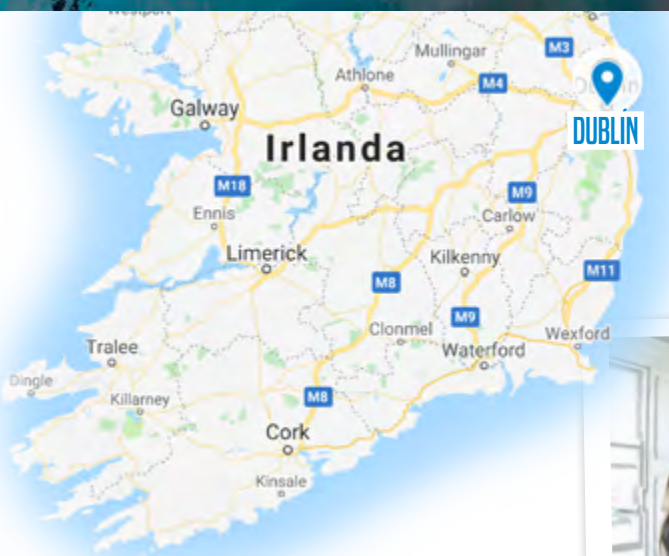 Westport
Mullingar
M3
Athlone
M4
Galway
DUBLÍN
Irlanda
M18
M9
Ennis
Carlow
Limerick
Kilkenny
M11
M8
M9
Clonmel
Wexford
Tralee
Waterford
Dingle
Killarney
M8
Cork
Kinsale